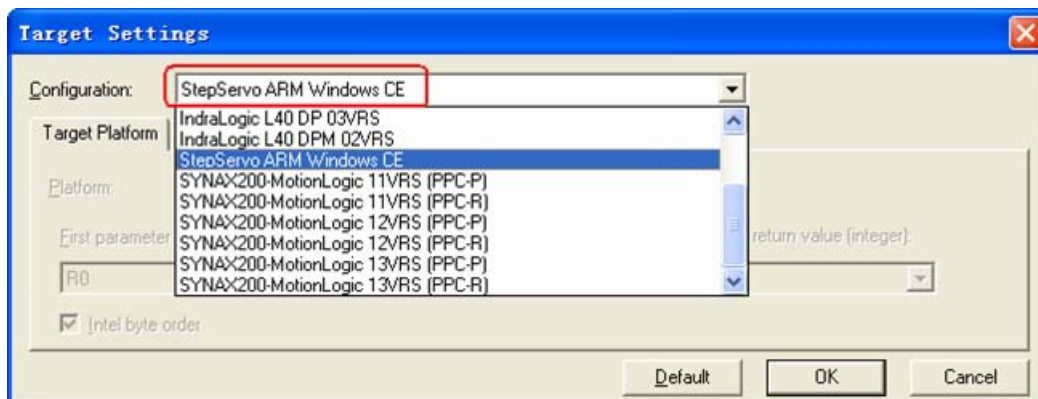 Target Settings
Configuration:
StepServo ARM Windows CE
IndraLogic L40 DP 03VRS
IndraLogic L40 DPM 02VRS
StepServo ARM Windows CE
SYNAX200-MotionLogic 11VRS (PPC-P)
SYNAX200-MotionLogic 11VRS (PPC-R)
SYNAX200-MotionLogic 12VRS (PPC-P)
SYNAX200-MotionLogic 12VRS (PPC-R)
SYNAX200-MotionLogic 13VRS (PPC-P)
SYNAX200-MotionLogic 13VRS (PPC-R)
Target Platform
Platform:
First parameter
return value (integer):
R0
Intel byte order
Default
OK
Cancel